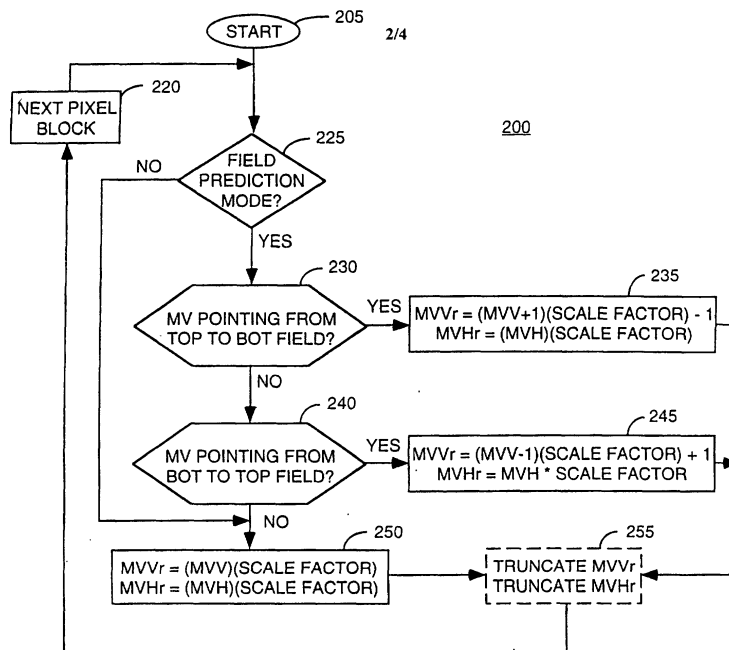 START
205
2/4
NEXT PIXEL
BLOCK
220
200
225
FIELD
PREDICTION
MODE?
NO
YES
230
MV POINTING FROM
TOP TO BOT FIELD?
YES
235
MVVr = (MVV+1)(SCALE FACTOR) - 1
MVHr = (MVH)(SCALE FACTOR)
NO
240
MV POINTING FROM
BOT TO TOP FIELD?
YES
245
MVVr = (MVV-1)(SCALE FACTOR) + 1
MVHr = MVH * SCALE FACTOR
NO
250
MVVr = (MVV)(SCALE FACTOR)
MVHr = (MVH)(SCALE FACTOR)
255
TRUNCATE MVVr
TRUNCATE MVHr